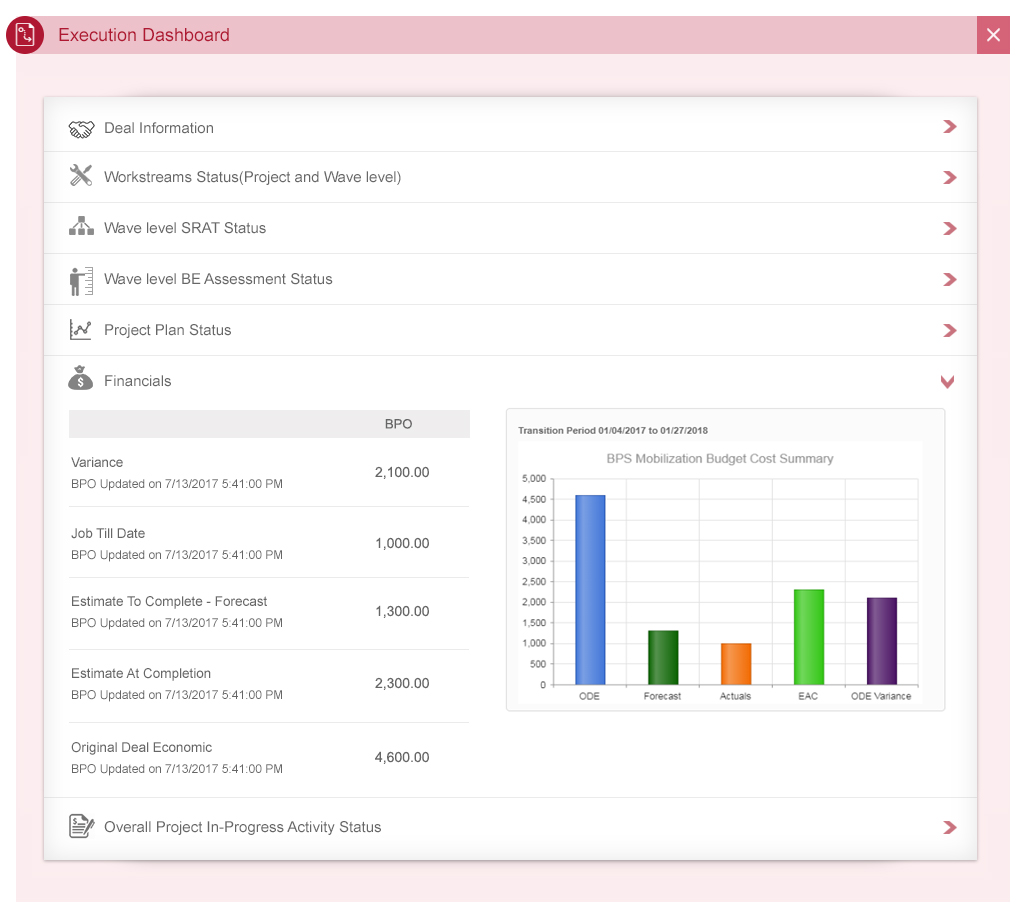 Execution Dashboard
Deal Information
Workstreams Status(Project and Wave level)
Wave level SRAT Status
Wave level BE Assessment Status
Project Plan Status
$ Financials
BPO
Variance
BPO Updated on 7/13/2017 5:41:00 PM
2,100.00
Job Till Date
BPO Updated on 7/13/2017 5:41:00 PM
1,000.00
Estimate To Complete - Forecast
BPO Updated on 7/13/2017 5:41:00 PM
1,300.00
Estimate At Completion
BPO Updated on 7/13/2017 5:41:00 PM
2,300.00
Original Deal Economic
BPO Updated on 7/13/2017 5:41:00 PM
4,600.00
Transition Period 01/04/2017 to 01/27/2018
BPS Mobilization Budget Cost Summary
5,000
4,500
4,000
3,500
3,000
2,500
2,000
1,500
1,000
500
0
ODE Forecast Actuals EAC ODE Variance
$ Overall Project In-Progress Activity Status